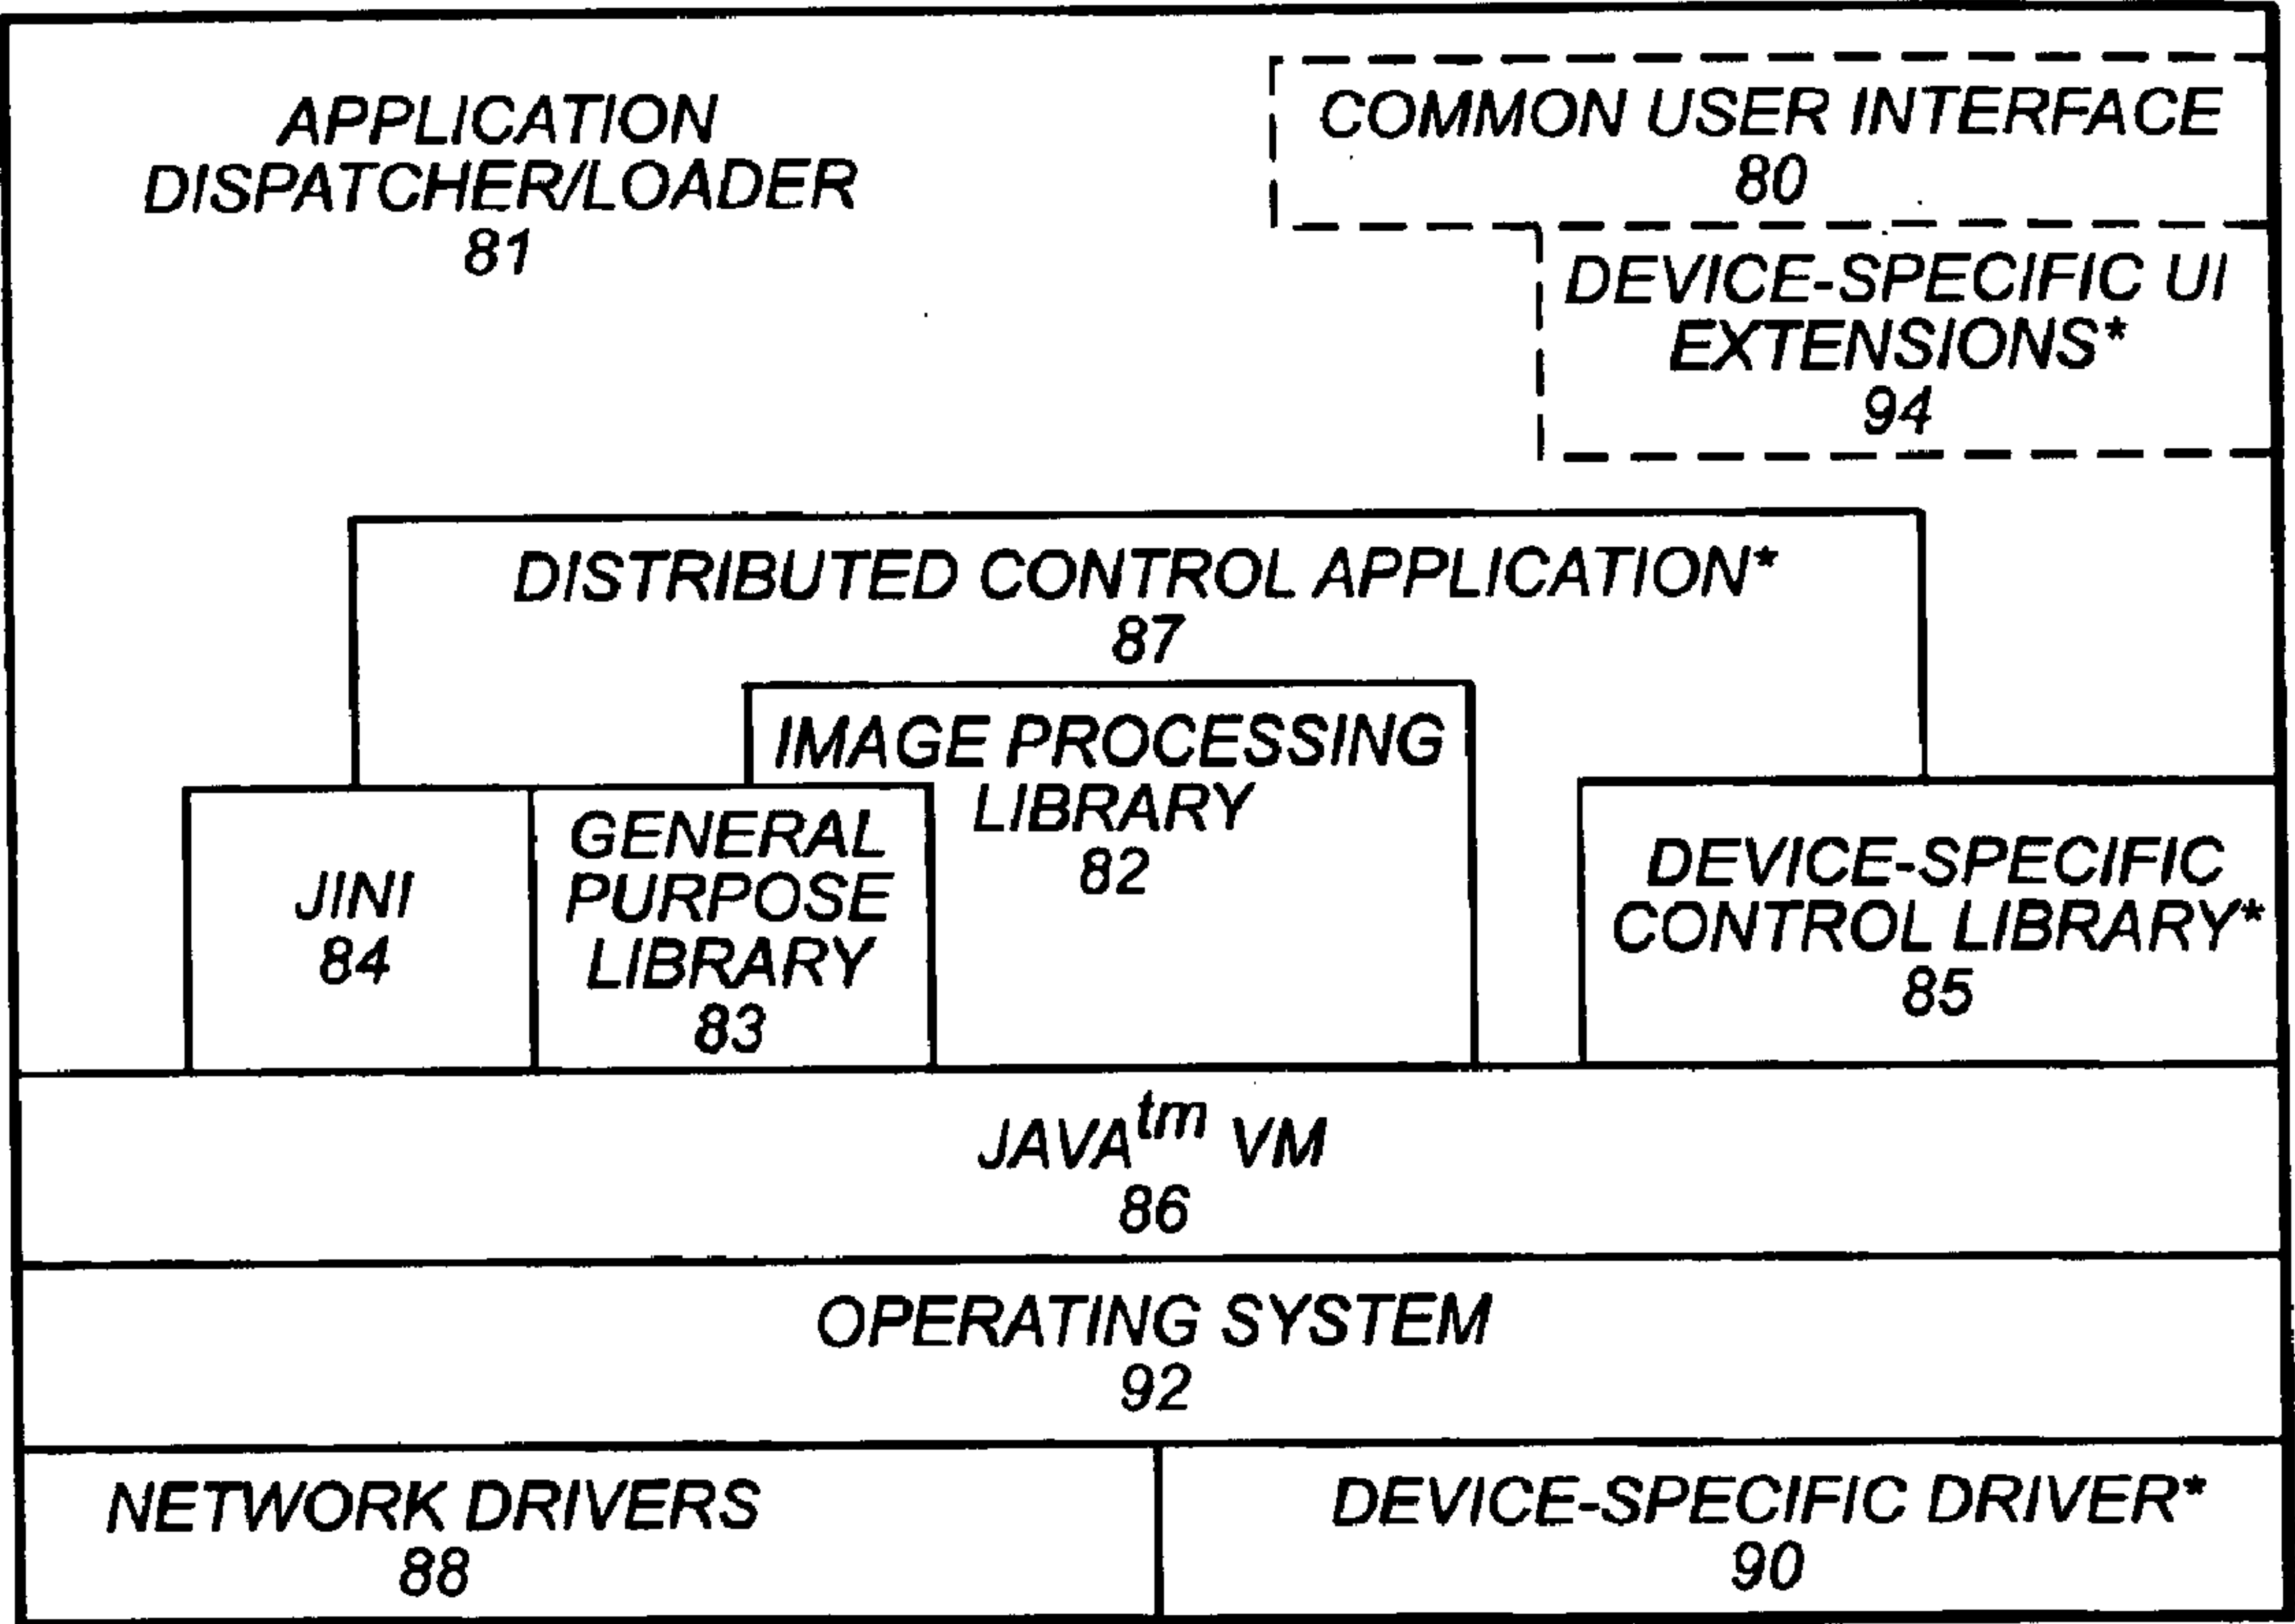 APPLICATION
DISPATCHER/LOADER
81
COMMON USER INTERFACE
80
DEVICE-SPECIFIC UI
EXTENSIONS*
94
DISTRIBUTED CONTROL APPLICATION*
87
IMAGE PROCESSING
LIBRARY
82
JINI
84
GENERAL
PURPOSE
LIBRARY
83
DEVICE-SPECIFIC
CONTROL LIBRARY*
85
JAVAtm VM
86
OPERATING SYSTEM
92
NETWORK DRIVERS
88
DEVICE-SPECIFIC DRIVER*
90